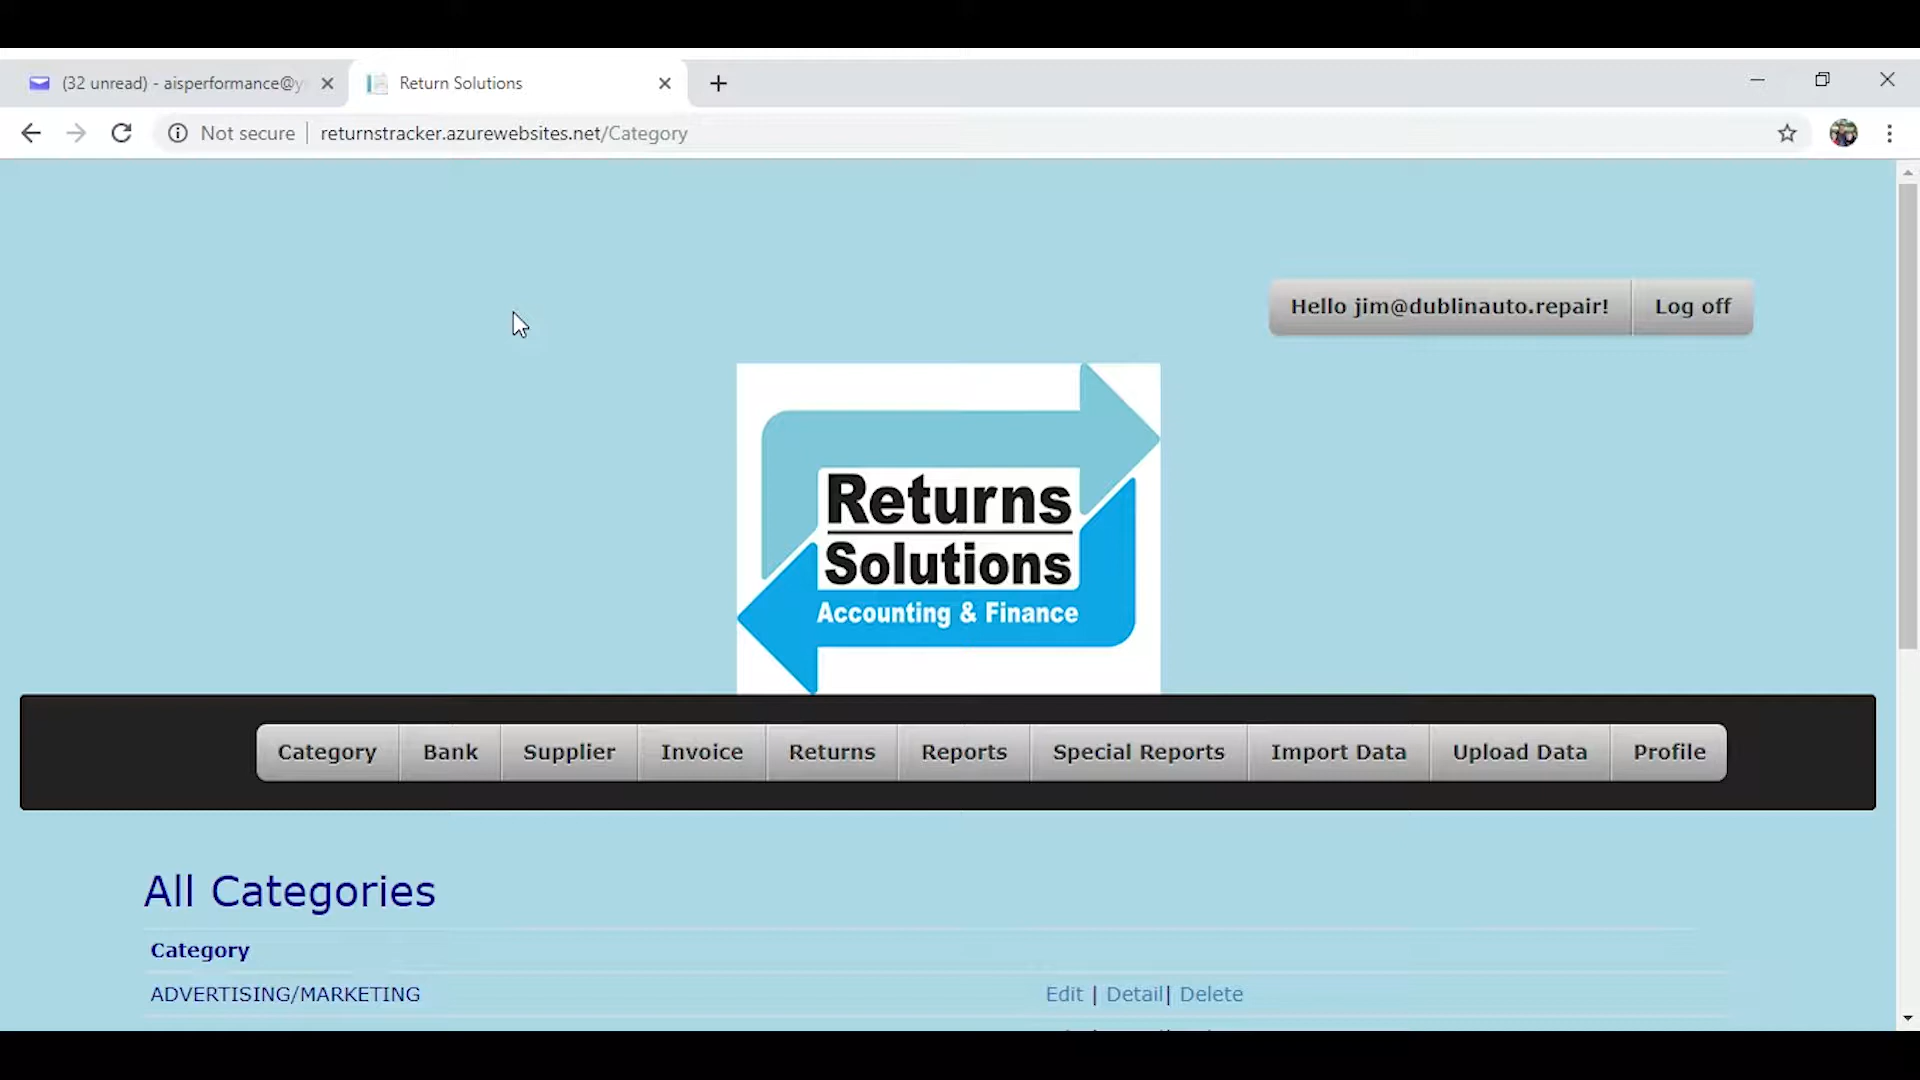 (32 unread) - aisperformance@y
Return Solutions
Not secure
returnstracker.azurewebsites.net/Category
Hello jim@dublinauto.repair!
Log off
Returns
Solutions
Accounting & Finance
Category Bank Supplier Invoice Returns Reports Special Reports Import Data Upload Data Profile
All Categories
Category
ADVERTISING/MARKETING
Edit | Detail| Delete